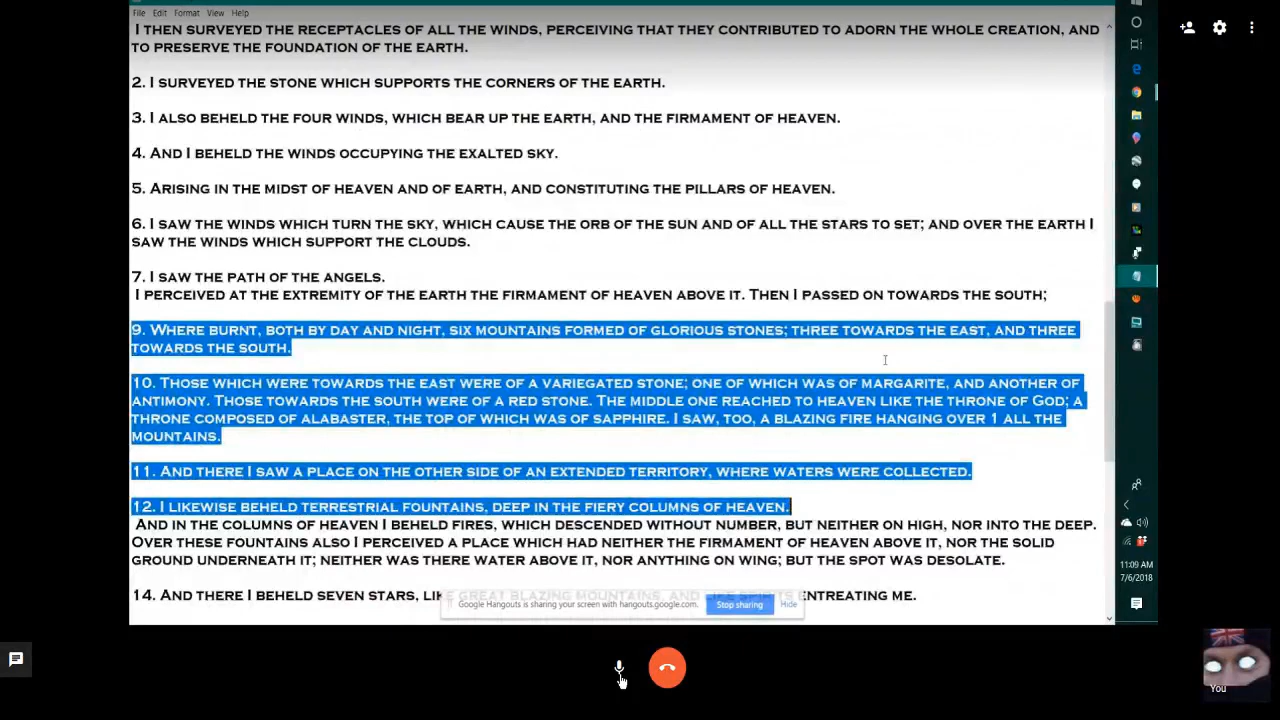 File Edit Format View Help
I THEN SURVEYED THE RECEPTACLES OF ALL THE WINDS, PERCEIVING THAT THEY CONTRIBUTED TO ADORN THE WHOLE CREATION, AND
TO PRESERVE THE FOUNDATION OF THE EARTH.
2. I SURVEYED THE STONE WHICH SUPPORTS THE CORNERS OF THE EARTH.
3. I ALSO BEHELD THE FOUR WINDS, WHICH BEAR UP THE EARTH, AND THE FIRMAMENT OF HEAVEN.
4. AND I BEHELD THE WINDS OCCUPYING THE EXALTED SKY.
5. ARISING IN THE MIDST OF HEAVEN AND OF EARTH, AND CONSTITUTING THE PILLARS OF HEAVEN.
6. I SAW THE WINDS WHICH TURN THE SKY, WHICH CAUSE THE ORB OF THE SUN AND OF ALL THE STARS TO SET; AND OVER THE EARTH I
SAW THE WINDS WHICH SUPPORT THE CLOUDS.
7. I SAW THE PATH OF THE ANGELS.
I PERCEIVED AT THE EXTREMITY OF THE EARTH THE FIRMAMENT OF HEAVEN ABOVE IT. THEN I PASSED ON TOWARDS THE SOUTH;
9. WHERE BURNT, BOTH BY DAY AND NIGHT, SIX MOUNTAINS FORMED OF GLORIOUS STONES; THREE TOWARDS THE EAST, AND THREE
TOWARDS THE SOUTH.
10. THOSE WHICH WERE TOWARDS THE EAST WERE OF A VARIEGATED STONE; ONE OF WHICH WAS OF MARGARITE, AND ANOTHER OF
ANTIMONY. THOSE TOWARDS THE SOUTH WERE OF A RED STONE. THE MIDDLE ONE REACHED TO HEAVEN LIKE THE THRONE OF GOD; A
THRONE COMPOSED OF ALABASTER, THE TOP OF WHICH WAS OF SAPPHIRE. I SAW, TOO, A BLAZING FIRE HANGING OVER 1 ALL THE
MOUNTAINS.
11. AND THERE I SAW A PLACE ON THE OTHER SIDE OF AN EXTENDED TERRITORY, WHERE WATERS WERE COLLECTED.
12. I LIKEWISE BEHELD TERRESTRIAL FOUNTAINS, DEEP IN THE FIERY COLUMNS OF HEAVEN.
AND IN THE COLUMNS OF HEAVEN I BEHELD FIRES, WHICH DESCENDED WITHOUT NUMBER, BUT NEITHER ON HIGH, NOR INTO THE DEEP.
OVER THESE FOUNTAINS ALSO I PERCEIVED A PLACE WHICH HAD NEITHER THE FIRMAMENT OF HEAVEN ABOVE IT, NOR THE SOLID
GROUND UNDERNEATH IT; NEITHER WAS THERE WATER ABOVE IT, NOR ANYTHING ON WING; BUT THE SPOT WAS DESOLATE.
14. AND THERE I BEHELD SEVEN STARS, LIKE GREAT BLAZING MOUNTAINS, AND LIKE SPIRITS ENTREATING ME.
Google Hangouts is sharing your screen with hangouts.google.com. Stop sharing Hide
11:09 AM
7/6/2018
You